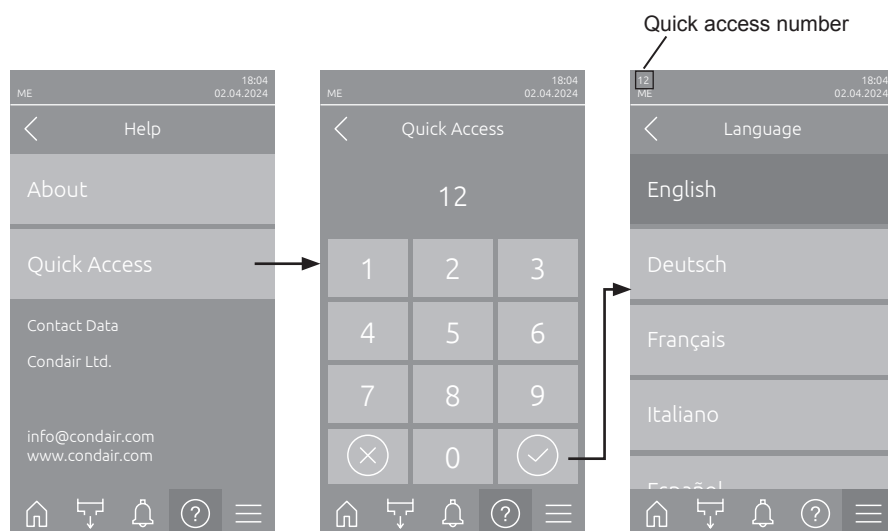 Quick access number
18:04
ME 02.04.2024
Help
About
Quick Access
Contact Data
Condair Ltd.
info@condair.com
www.condair.com
?
18:04
ME 02.04.2024
Quick Access
12
1 2 3
4 5 6
7 8 9
0
?
12 18:04
ME 02.04.2024
Language
English
Deutsch
Français
Italiano
Español
?